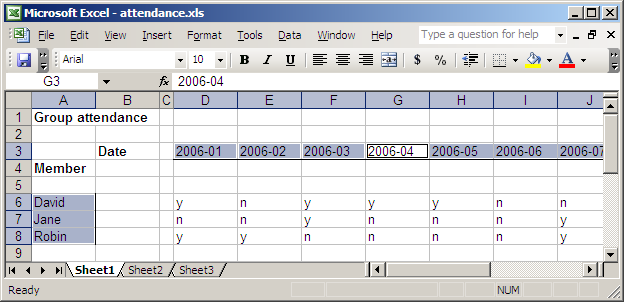 Microsoft Excel - attendance.xls
File Edit View Insert Format Tools Data Window Help Type a question for help
Arial 10 B I U $ % A
G3 fx 2006-04
A B C D E F G H I J
1 Group attendance
2
3 Date 2006-01 2006-02 2006-03 2006-04 2006-05 2006-06 2006-07
4 Member
5
6 David y n y y y n n
7 Jane n n y n n n y
8 Robin y y n n n n y
9
Sheet1 Sheet2 Sheet3
Ready NUM